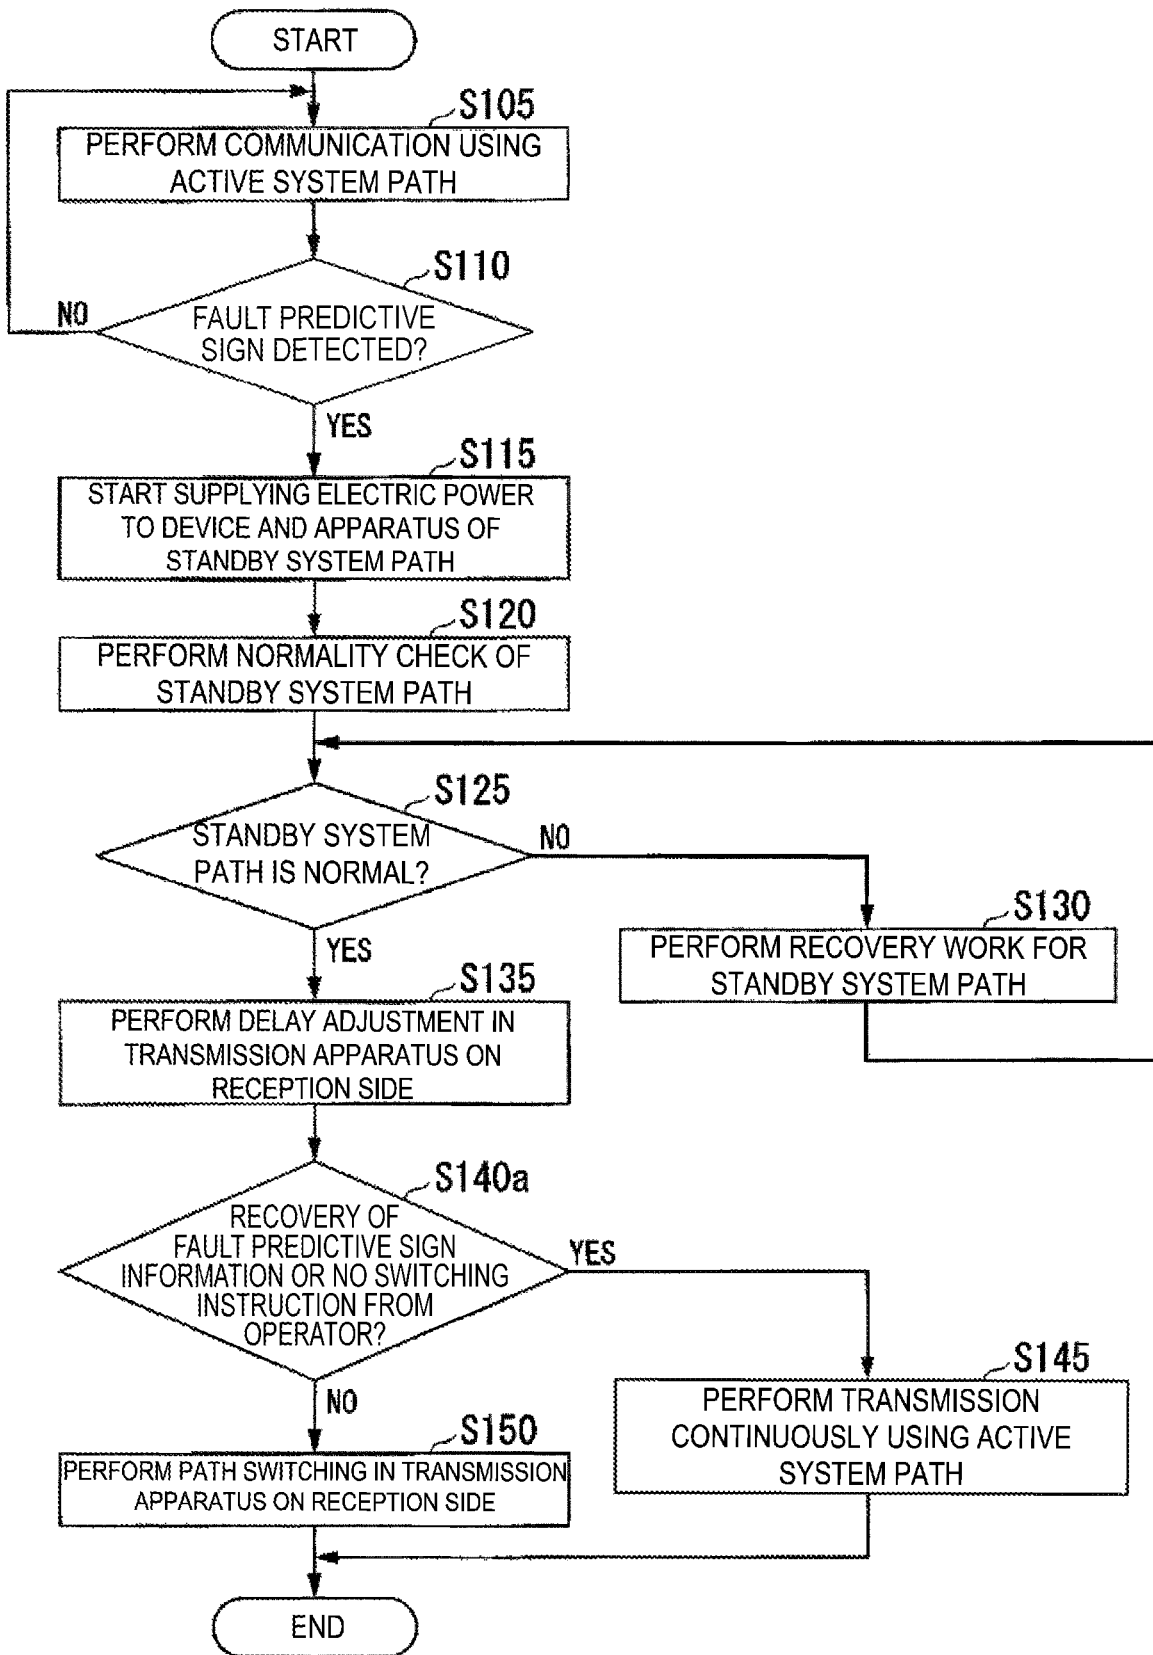 START
S105
PERFORM COMMUNICATION USING
ACTIVE SYSTEM PATH
S110
FAULT PREDICTIVE
SIGN DETECTED?
NO
YES
S115
START SUPPLYING ELECTRIC POWER
TO DEVICE AND APPARATUS OF
STANDBY SYSTEM PATH
S120
PERFORM NORMALITY CHECK OF
STANDBY SYSTEM PATH
S125
STANDBY SYSTEM
PATH IS NORMAL?
NO
S130
PERFORM RECOVERY WORK FOR
STANDBY SYSTEM PATH
YES
S135
PERFORM DELAY ADJUSTMENT IN
TRANSMISSION APPARATUS ON
RECEPTION SIDE
S140a
RECOVERY OF
FAULT PREDICTIVE SIGN
INFORMATION OR NO SWITCHING
INSTRUCTION FROM
OPERATOR?
YES
S145
PERFORM TRANSMISSION
CONTINUOUSLY USING ACTIVE
SYSTEM PATH
NO
S150
PERFORM PATH SWITCHING IN TRANSMISSION
APPARATUS ON RECEPTION SIDE
END